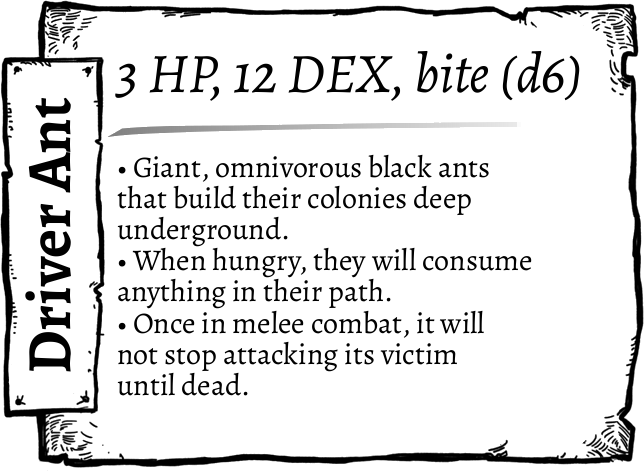 Driver Ant
3 HP, 12 DEX, bite (d6)
• Giant, omnivorous black ants
that build their colonies deep
underground.
• When hungry, they will consume
anything in their path.
• Once in melee combat, it will
not stop attacking its victim
until dead.